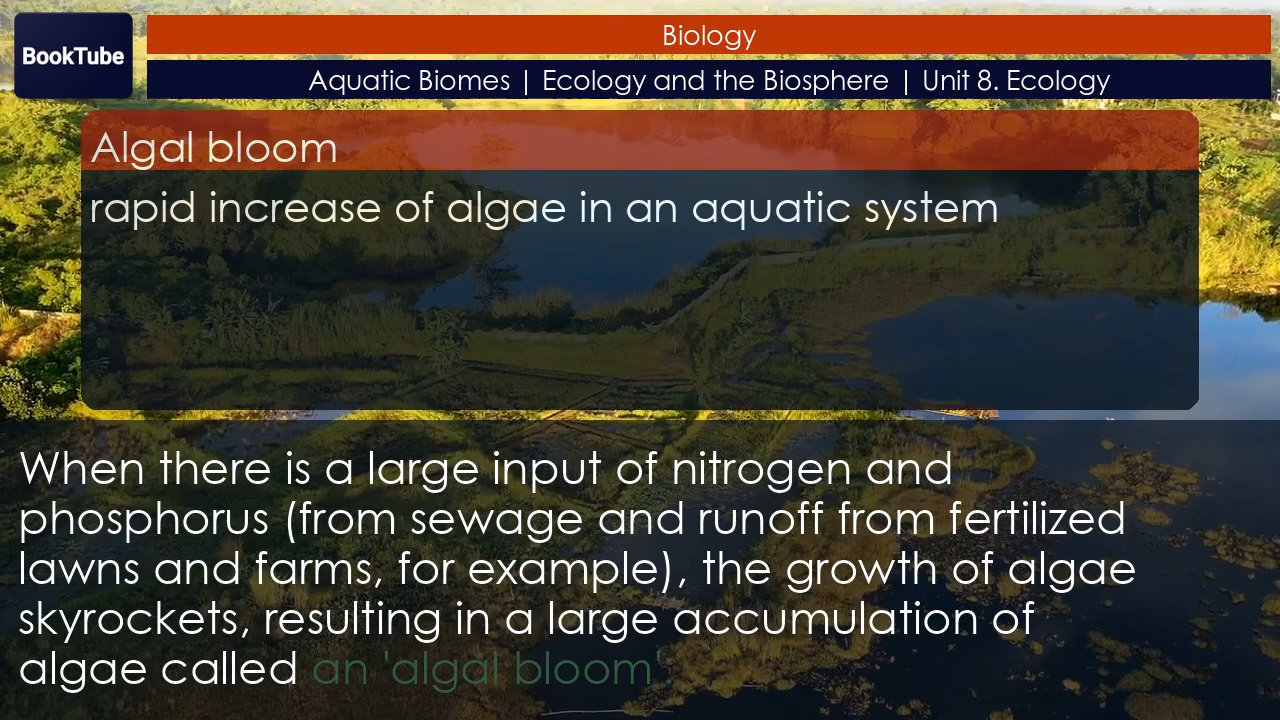 BookTube
Biology
Aquatic Biomes | Ecology and the Biosphere | Unit 8. Ecology
Algal bloom
rapid increase of algae in an aquatic system
When there is a large input of nitrogen and
phosphorus (from sewage and runoff from fertilized
lawns and farms, for example), the growth of algae
skyrockets, resulting in a large accumulation of
algae called an 'algal bloom'.